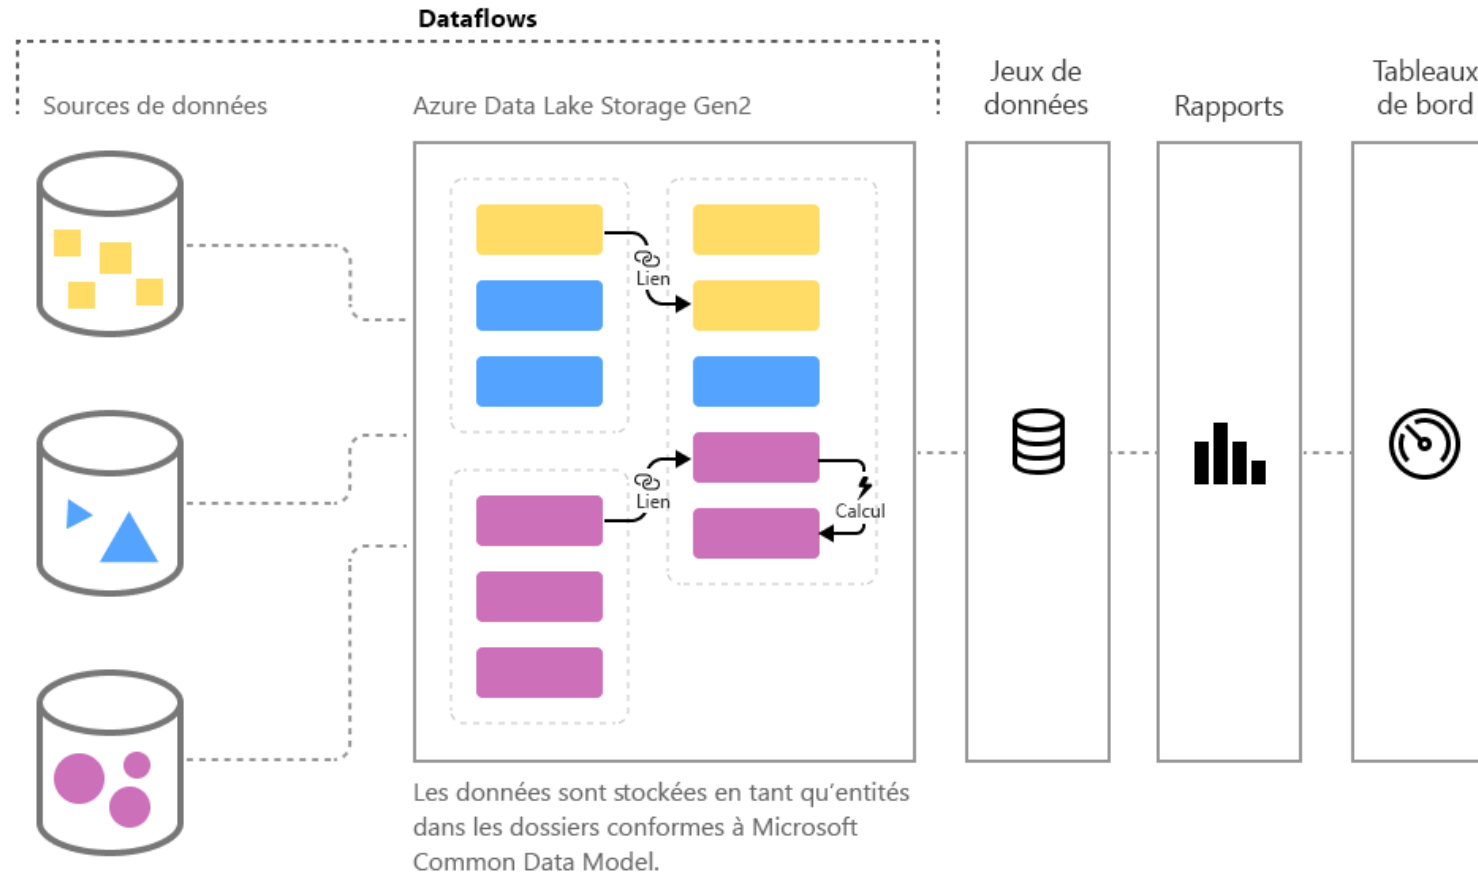 Dataflows
Sources de données
Azure Data Lake Storage Gen2
Jeux de
données
Rapports
Tableaux
de bord
Lien
Lien
Calcul
Les données sont stockées en tant qu’entités
dans les dossiers conformes à Microsoft
Common Data Model.